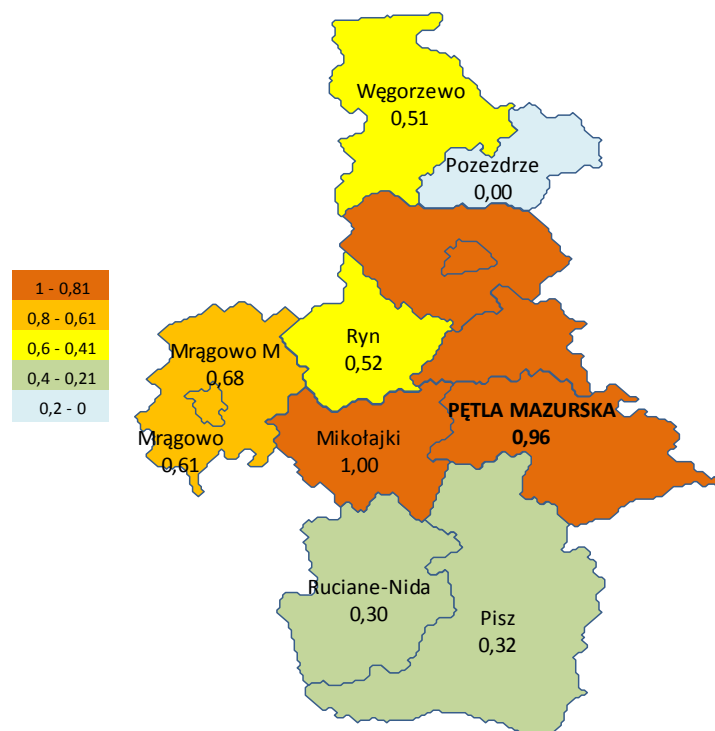 Węgorzewo
0,51
Pozezdrze
0,00
1 - 0,81
0,8 - 0,61
0,6 - 0,41
0,4 - 0,21
0,2 - 0
Ryn
0,52
Mrągowo M
0,68
Mrągowo
0,61
Mikołajki
1,00
PĘTLA MAZURSKA
0,96
Ruciane-Nida
0,30
Pisz
0,32